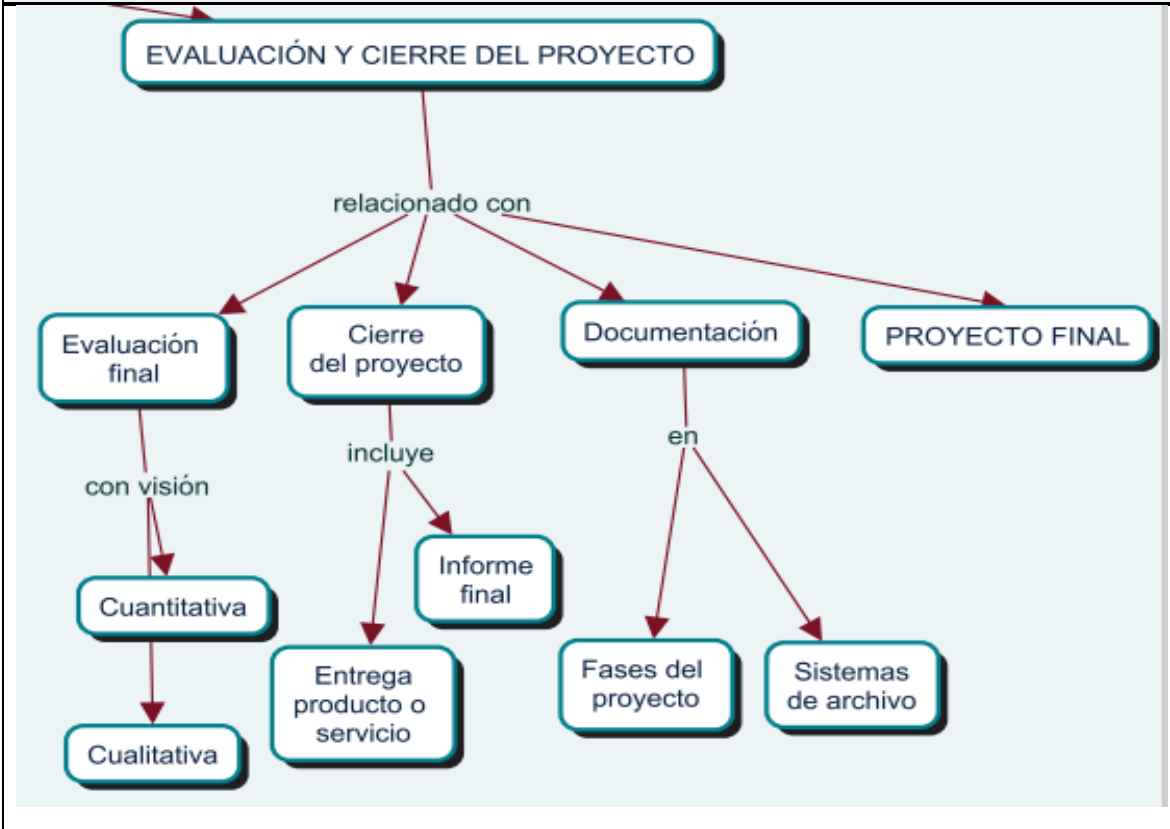 EVALUACIÓN Y CIERRE DEL PROYECTO
relacionado con
Evaluación
final
Cierre
del proyecto
Documentación
PROYECTO FINAL
con visión
incluye
en
Cuantitativa
Cualitativa
Informe
final
Entrega
producto o
servicio
Fases del
proyecto
Sistemas
de archivo